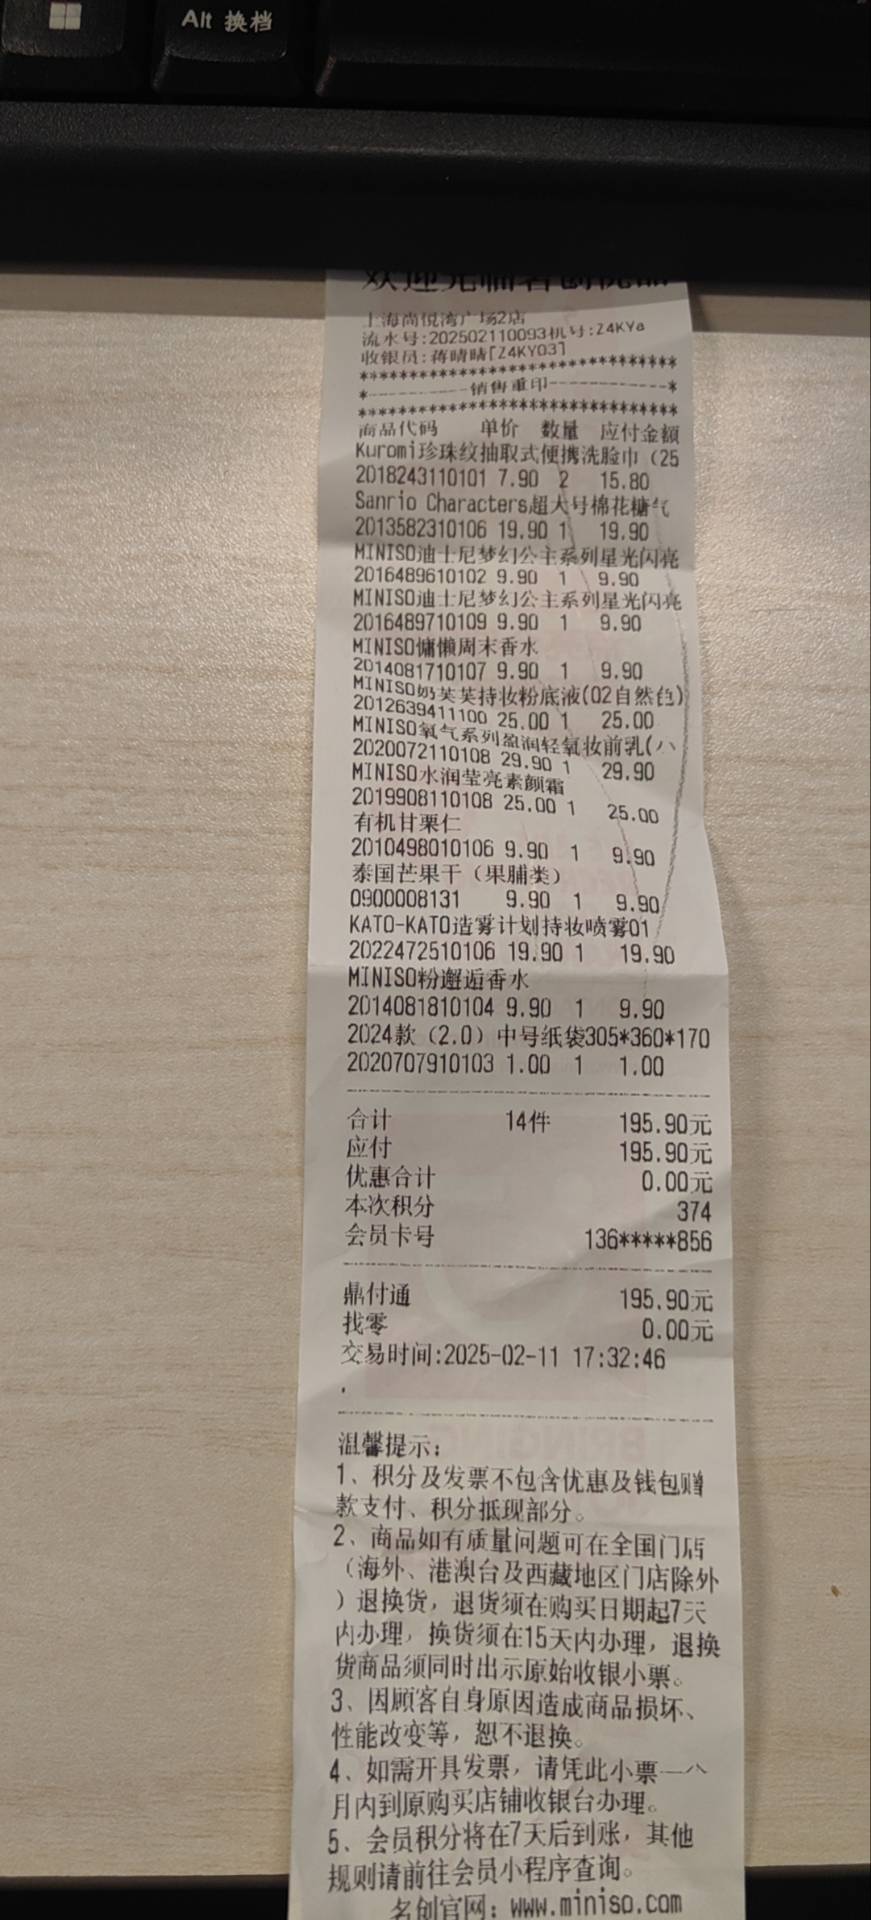 Alt 换档
欢迎光临名创优品
上海尚悦湾广场2店
流水号:202502110093机号:Z4KYa
收银员:蒋晴晴[Z4KY03]
**********************************
*-----------销售重印------------*
**********************************
商品代码 单价 数量 应付金额
Kuromi珍珠纹抽取式便携洗脸巾（25
2018243110101 7.90 2 15.80
Sanrio Characters超大号棉花糖气
2013582310106 19.90 1 19.90
MINISO迪士尼梦幻公主系列星光闪亮
2016489610102 9.90 1 9.90
MINISO迪士尼梦幻公主系列星光闪亮
2016489710109 9.90 1 9.90
MINISO慵懒周末香水
2014081710107 9.90 1 9.90
MINISO奶芙芙持妆粉底液(02自然色)
2012639411100 25.00 1 25.00
MINISO氧气系列盈润轻氧妆前乳(八
2020072110108 29.90 1 29.90
MINISO水润莹亮素颜霜
2019908110108 25.00 1 25.00
有机甘栗仁
2010498010106 9.90 1 9.90
泰国芒果干（果脯类）
0900008131 9.90 1 9.90
KATO-KATO造雾计划持妆喷雾01
2022472510106 19.90 1 19.90
MINISO粉邂逅香水
2014081810104 9.90 1 9.90
2024款（2.0）中号纸袋305*360*170
2020707910103 1.00 1 1.00
合计 14件 195.90元
应付 195.90元
优惠合计 0.00元
本次积分 374
会员卡号 136*****856
鼎付通 195.90元
找零 0.00元
交易时间:2025-02-11 17:32:46
.
温馨提示:
1、积分及发票不包含优惠及钱包赠
款支付、积分抵现部分。
2、商品如有质量问题可在全国门店
（海外、港澳台及西藏地区门店除外
）退换货，退货须在购买日期起7天
内办理，换货须在15天内办理，退换
货商品须同时出示原始收银小票。
3、因顾客自身原因造成商品损坏、
性能改变等，恕不退换。
4、如需开具发票，请凭此小票一个
月内到原购买店铺收银台办理。
5、会员积分将在7天后到账，其他
规则请前往会员小程序查询。
名创官网：www.miniso.com